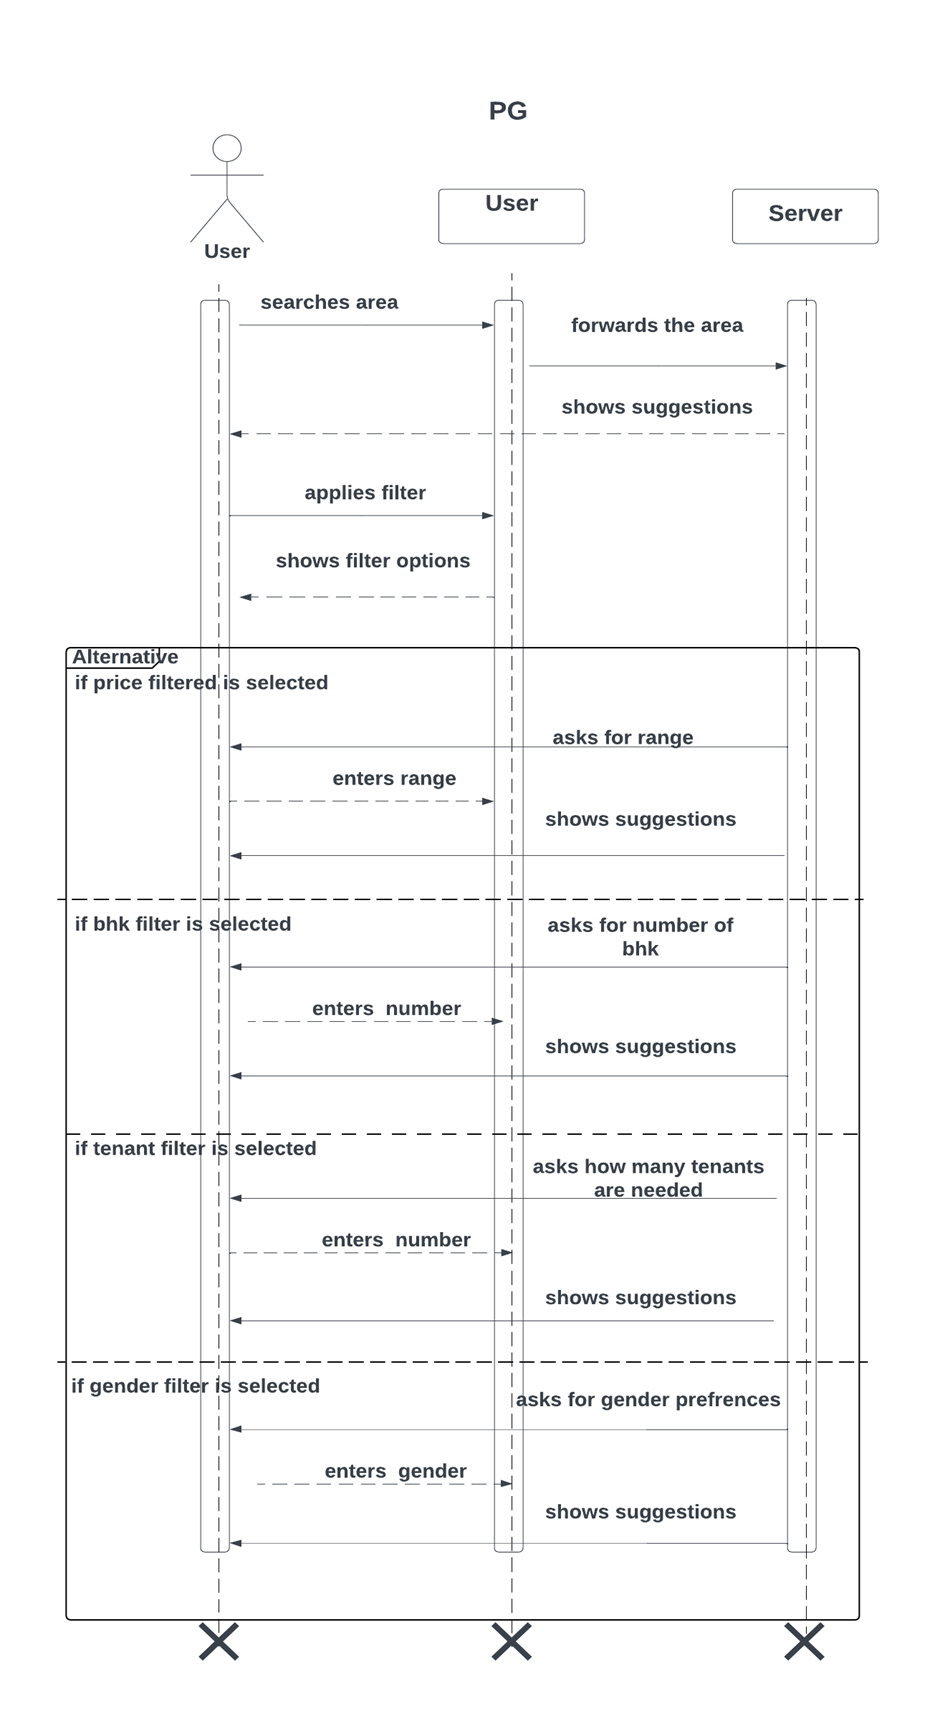 PG
User
User
Server
searches area
forwards the area
shows suggestions
applies filter
shows filter options
Alternative
if price filtered is selected
asks for range
enters range
shows suggestions
if bhk filter is selected
asks for number of
bhk
enters  number
shows suggestions
if tenant filter is selected
asks how many tenants
are needed
enters  number
shows suggestions
if gender filter is selected
asks for gender prefrences
enters  gender
shows suggestions